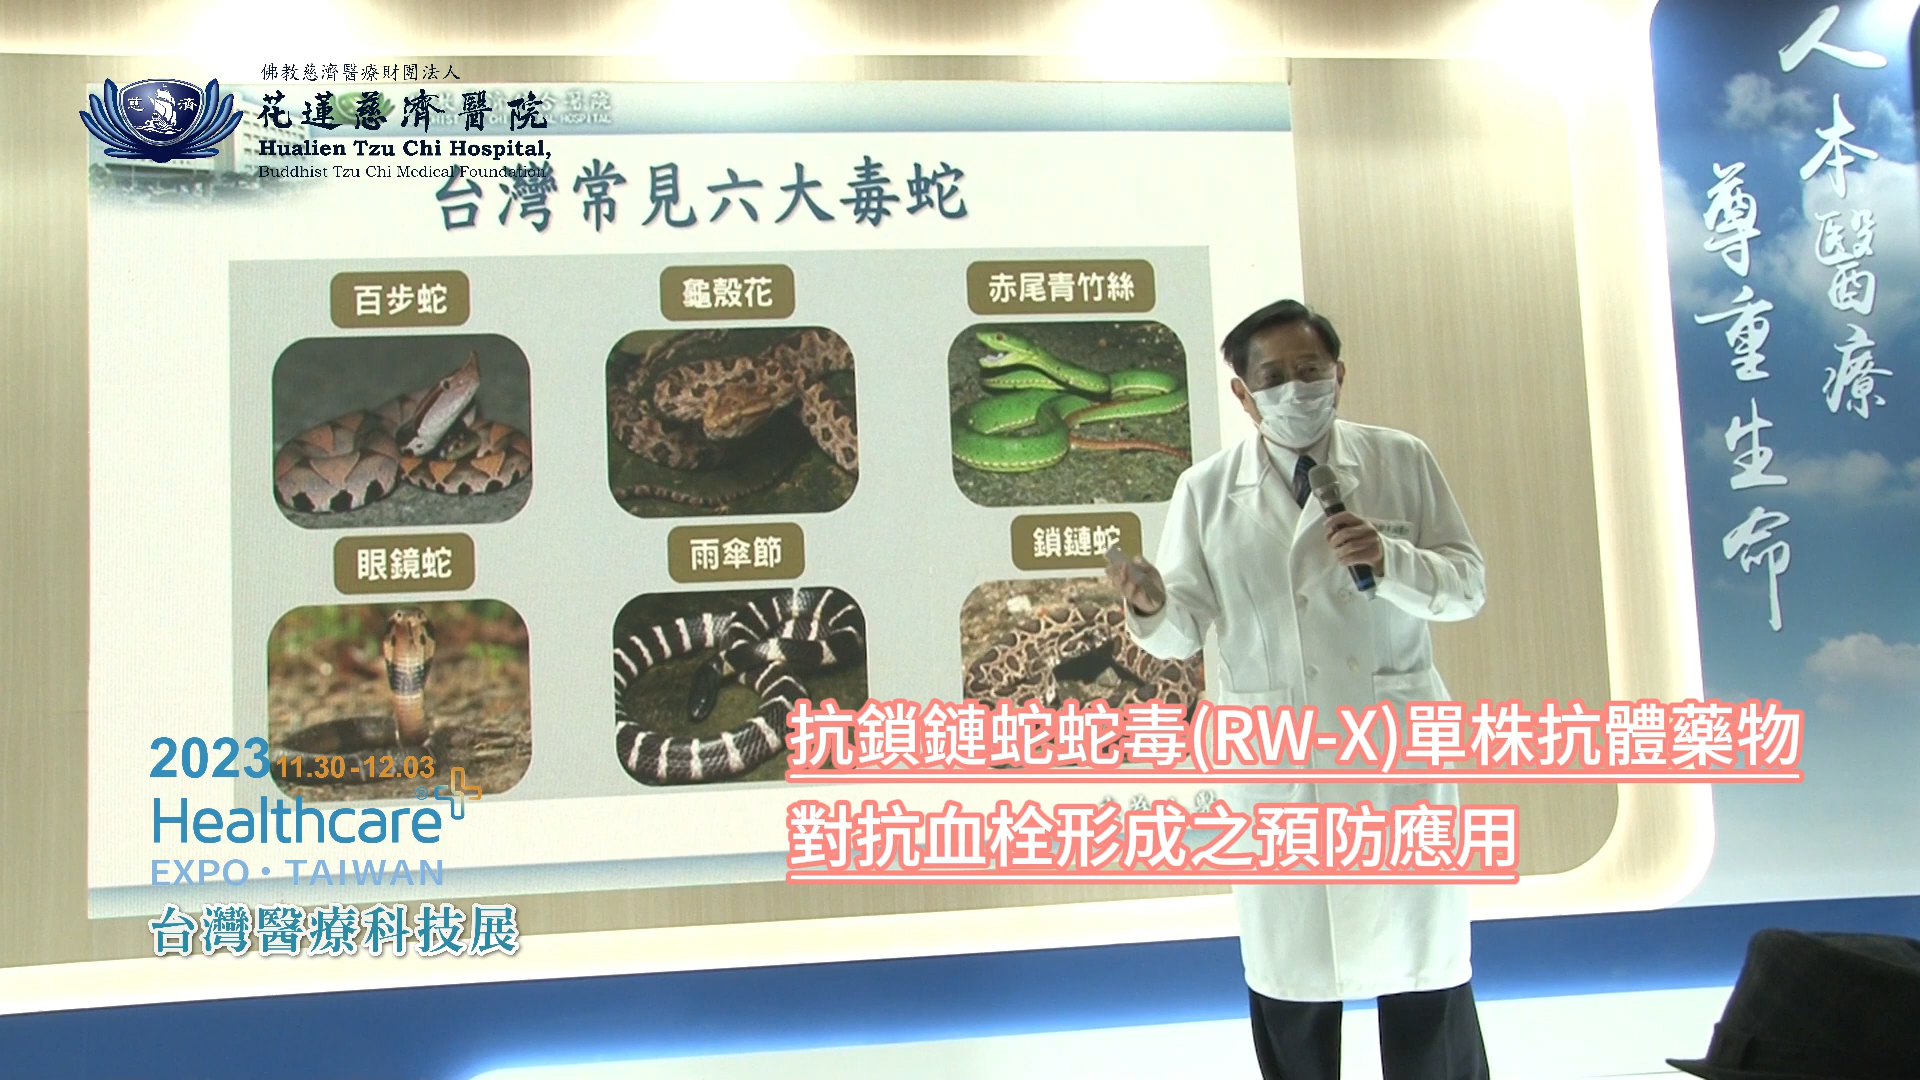 佛教慈濟醫療財團法人
花蓮慈濟醫院
Hualien Tzu Chi Hospital,
Buddhist Tzu Chi Medical Foundation
慈濟
台灣常見六大毒蛇
百步蛇
龜殼花
赤尾青竹絲
眼鏡蛇
雨傘節
鎖鏈蛇
人本醫療
尊重生命
抗鎖鏈蛇蛇毒(RW-X)單株抗體藥物
對抗血栓形成之預防應用
2023 11.30-12.03
Healthcare+
EXPO・TAIWAN
台灣醫療科技展